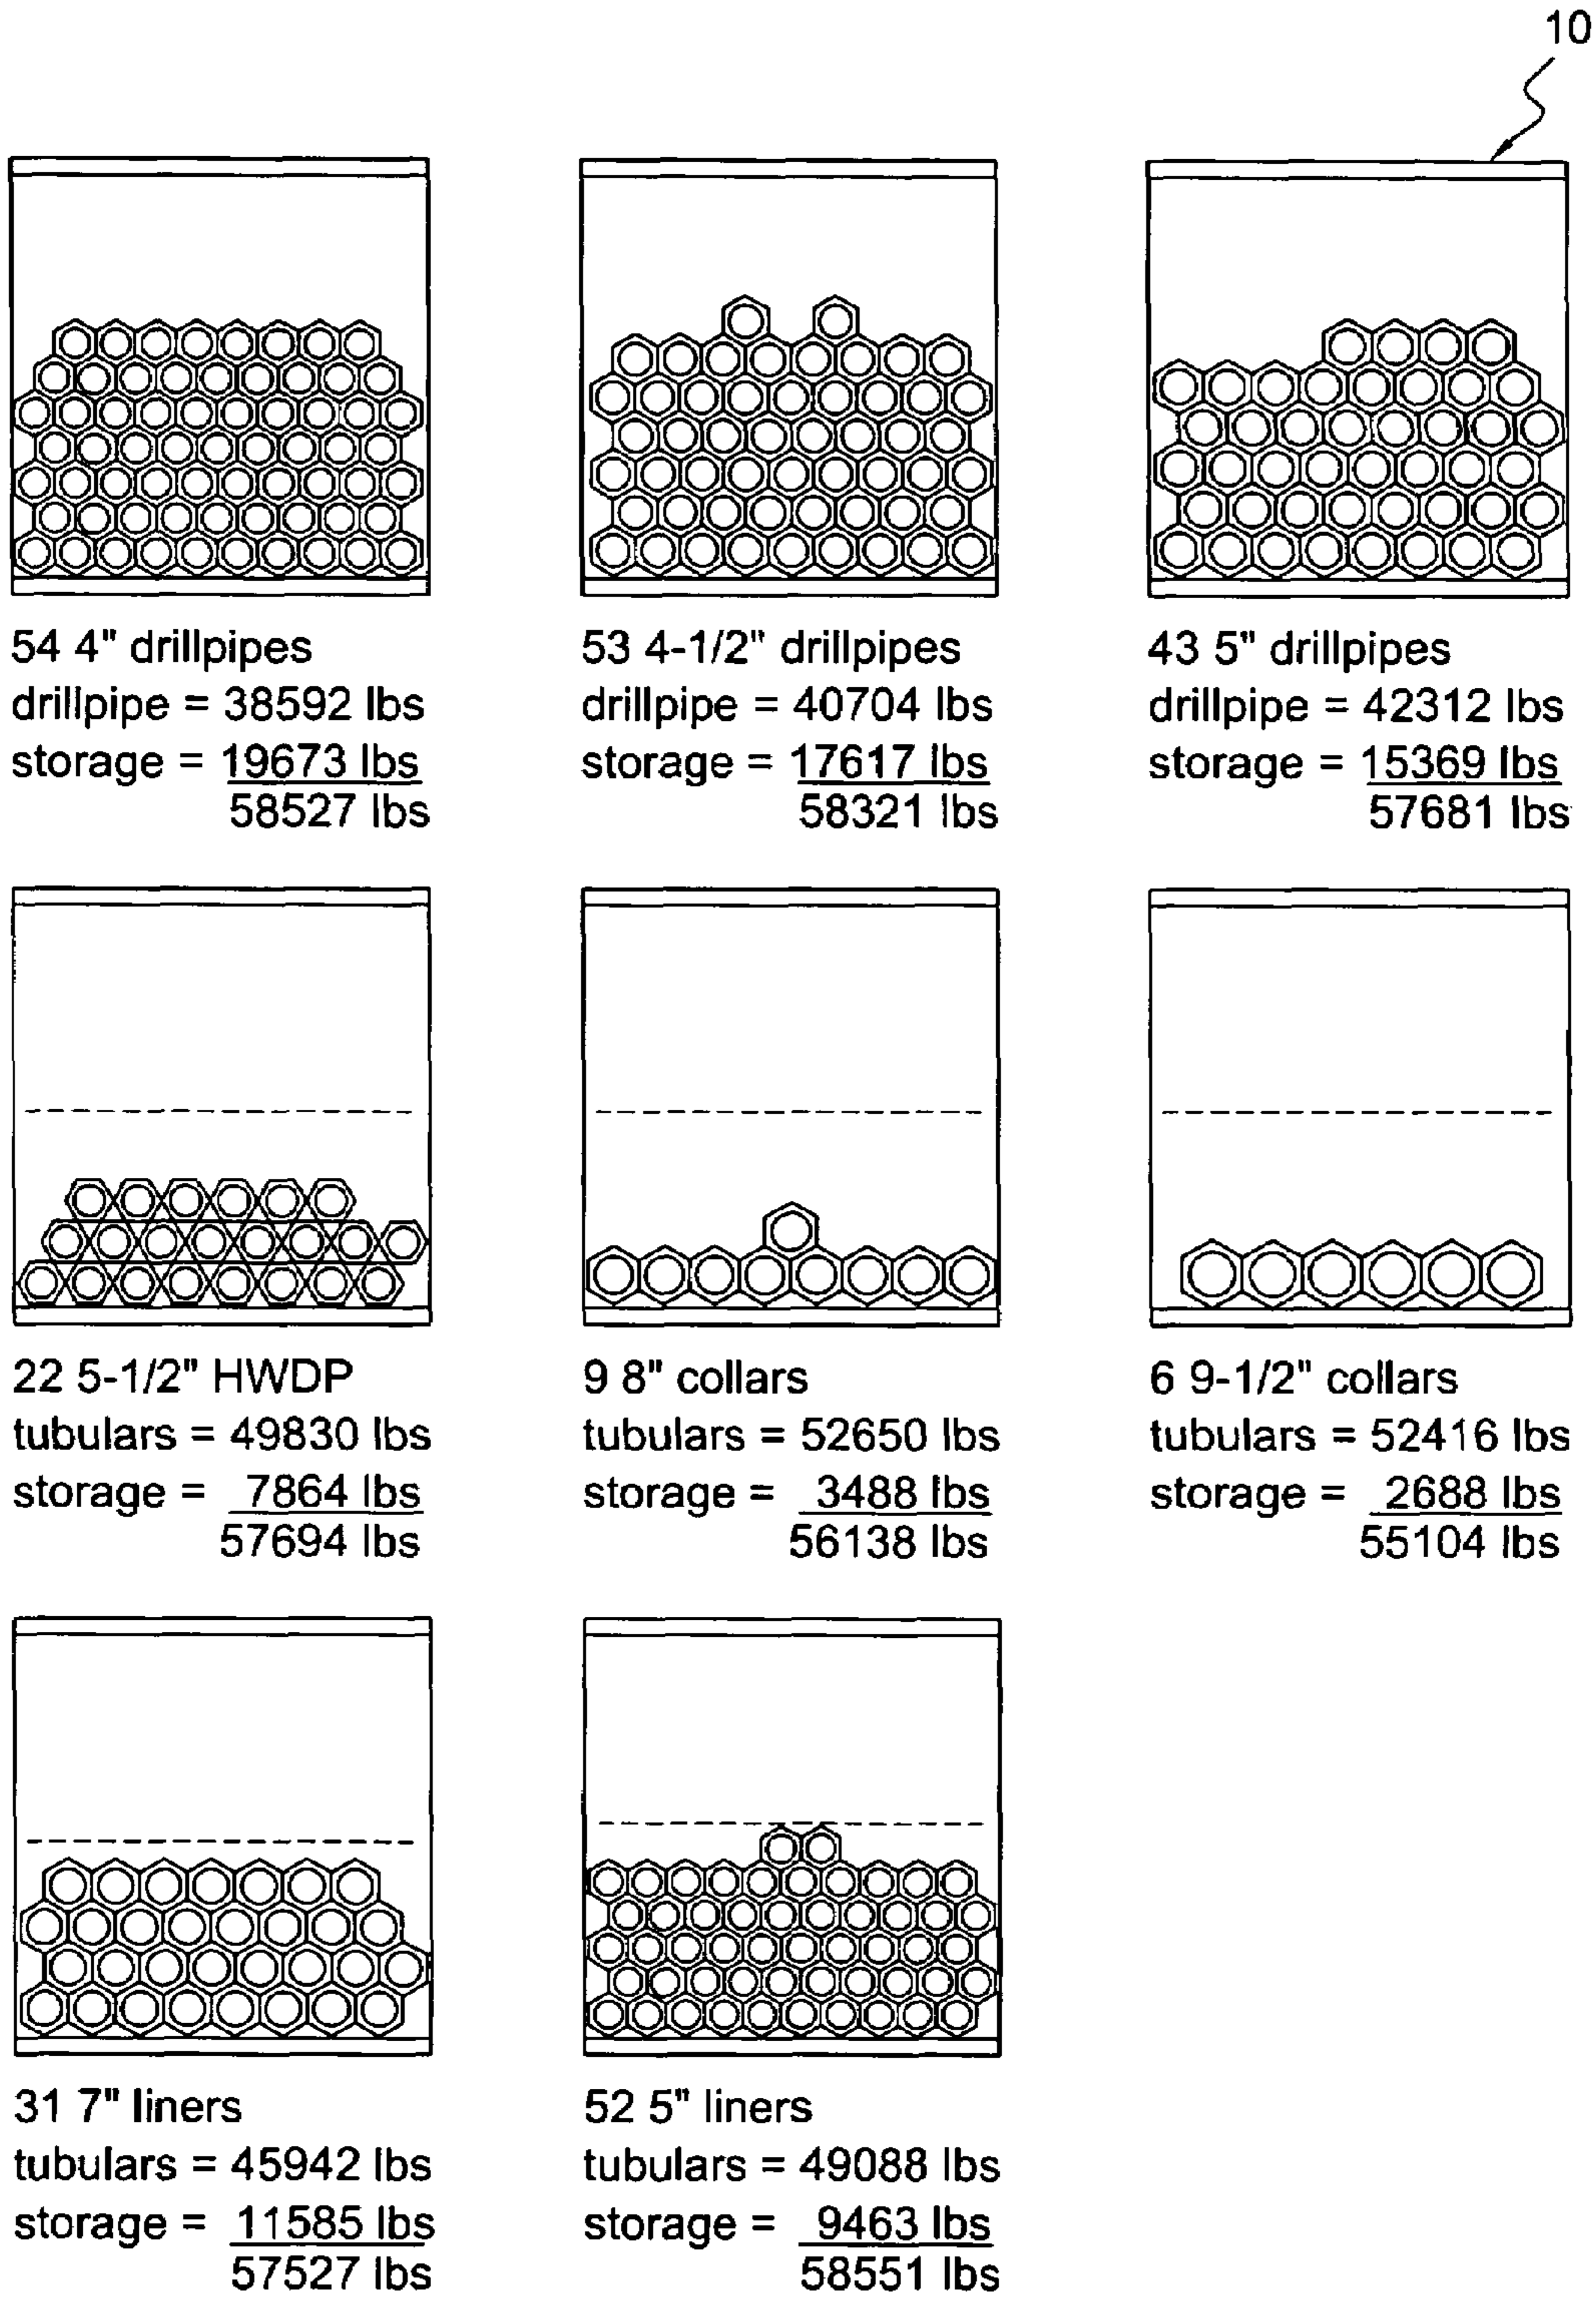 10
54 4" drillpipes
drillpipe = 38592 lbs
storage = 19673 lbs
58527 lbs
53 4-1/2" drillpipes
drillpipe = 40704 lbs
storage = 17617 lbs
58321 lbs
43 5" drillpipes
drillpipe = 42312 lbs
storage = 15369 lbs
57681 lbs
22 5-1/2" HWDP
tubulars = 49830 lbs
storage = 7864 lbs
57694 lbs
9 8" collars
tubulars = 52650 lbs
storage = 3488 lbs
56138 lbs
6 9-1/2" collars
tubulars = 52416 lbs
storage = 2688 lbs
55104 lbs
31 7" liners
tubulars = 45942 lbs
storage = 11585 lbs
57527 lbs
52 5" liners
tubulars = 49088 lbs
storage = 9463 lbs
58551 lbs